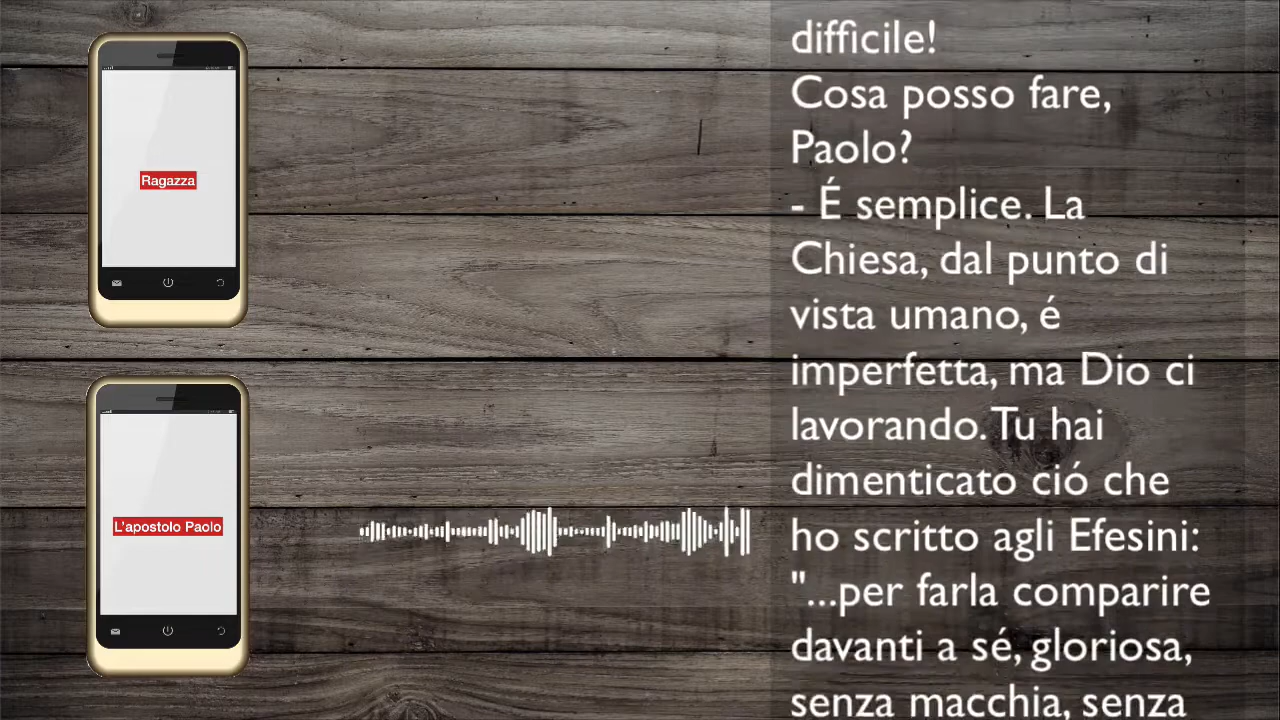 Ragazza
L'apostolo Paolo
difficile!
Cosa posso fare,
Paolo?
- É semplice. La
Chiesa, dal punto di
vista umano, é
imperfetta, ma Dio ci
lavorando. Tu hai
dimenticato ció che
ho scritto agli Efesini:
"...per farla comparire
davanti a sé, gloriosa,
senza macchia, senza